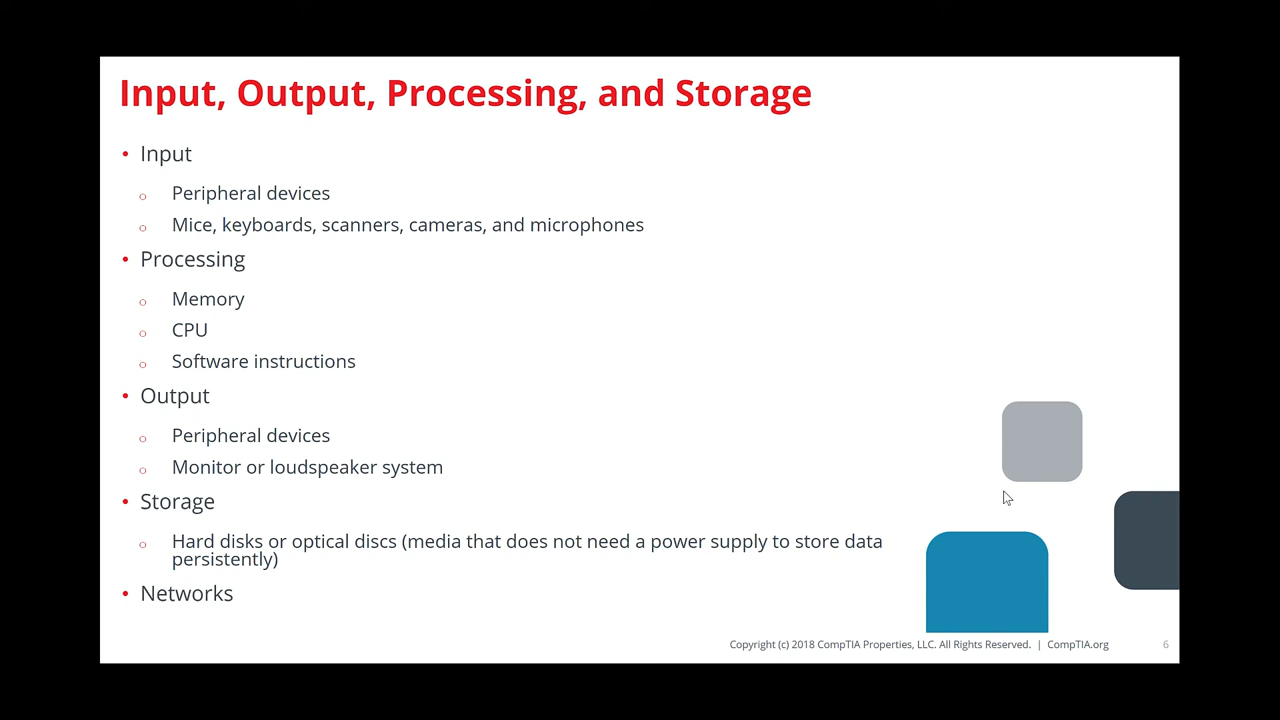 Input, Output, Processing, and Storage
• Input
o Peripheral devices
o Mice, keyboards, scanners, cameras, and microphones
• Processing
o Memory
o CPU
o Software instructions
• Output
o Peripheral devices
o Monitor or loudspeaker system
• Storage
o Hard disks or optical discs (media that does not need a power supply to store data
persistently)
• Networks
Copyright (c) 2018 CompTIA Properties, LLC. All Rights Reserved. | CompTIA.org 6